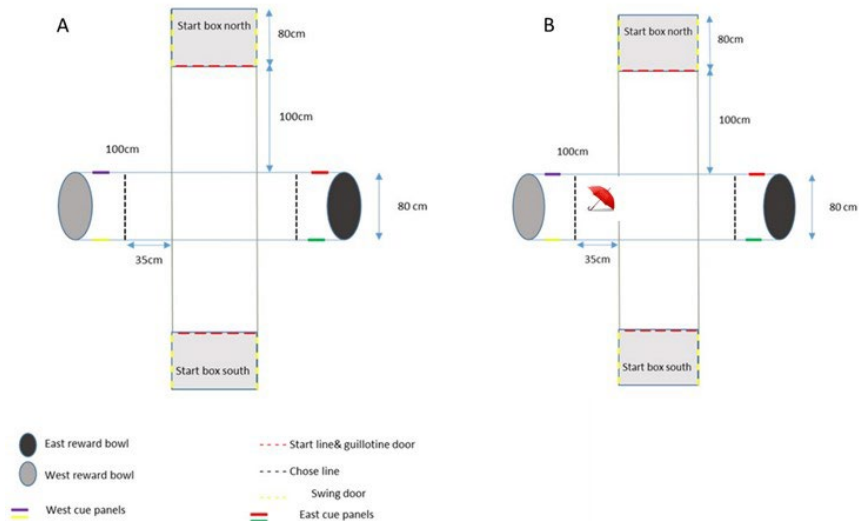 A
Start box north
80cm
100cm
100cm
80 cm
35cm
Start box south
B
Start box north
80cm
100cm
100cm
80 cm
35cm
Start box south
East reward bowl
West reward bowl
West cue panels
Start line& guillotine door
Chose line
Swing door
East cue panels